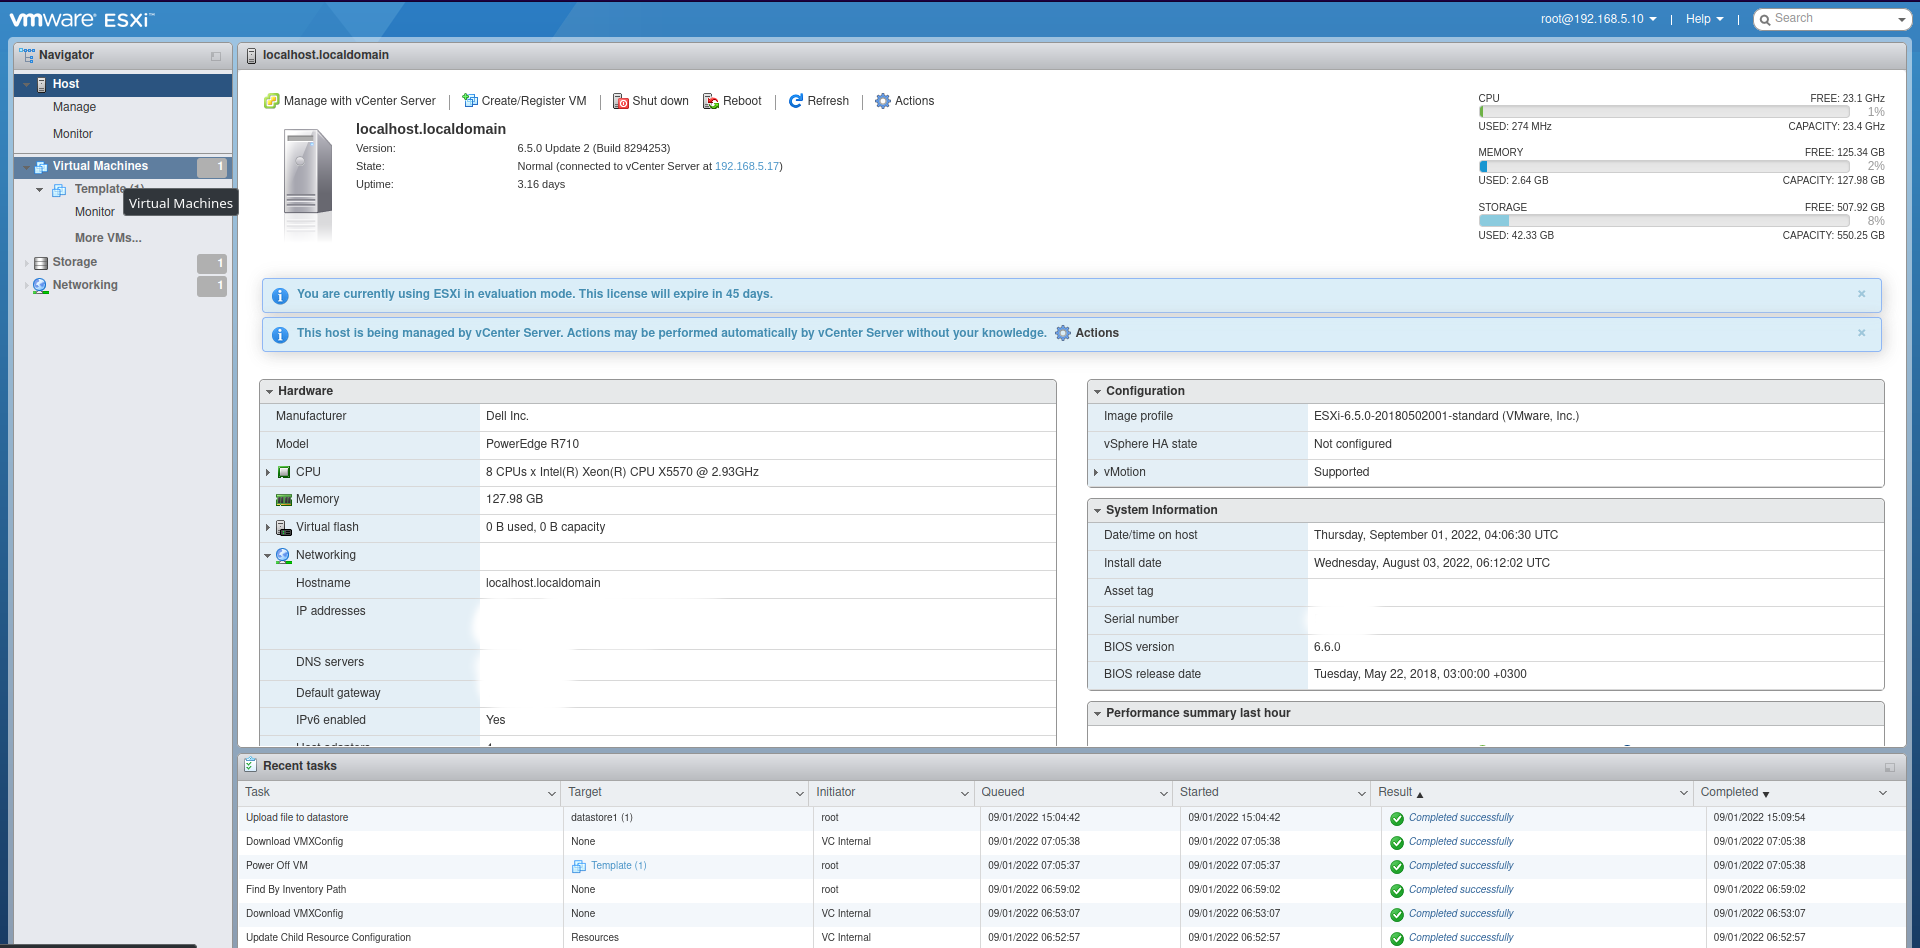 vmware ESXi™
root@192.168.5.10 | Help | Search
Navigator
Host
Manage
Monitor
Virtual Machines 1
Template (1)
Virtual Machines
Monitor
More VMs...
Storage 1
Networking 1
localhost.localdomain
Manage with vCenter Server | Create/Register VM | Shut down Reboot | Refresh | Actions
localhost.localdomain
Version: 6.5.0 Update 2 (Build 8294253)
State: Normal (connected to vCenter Server at 192.168.5.17)
Uptime: 3.16 days
CPU FREE: 23.1 GHz
1%
USED: 274 MHz CAPACITY: 23.4 GHz
MEMORY FREE: 125.34 GB
2%
USED: 2.64 GB CAPACITY: 127.98 GB
STORAGE FREE: 507.92 GB
8%
USED: 42.33 GB CAPACITY: 550.25 GB
You are currently using ESXi in evaluation mode. This license will expire in 45 days.
This host is being managed by vCenter Server. Actions may be performed automatically by vCenter Server without your knowledge. Actions
Hardware
Manufacturer Dell Inc.
Model PowerEdge R710
CPU 8 CPUs x Intel(R) Xeon(R) CPU X5570 @ 2.93GHz
Memory 127.98 GB
Virtual flash 0 B used, 0 B capacity
Networking
Hostname localhost.localdomain
IP addresses
DNS servers
Default gateway
IPv6 enabled Yes
Configuration
Image profile ESXi-6.5.0-20180502001-standard (VMware, Inc.)
vSphere HA state Not configured
vMotion Supported
System Information
Date/time on host Thursday, September 01, 2022, 04:06:30 UTC
Install date Wednesday, August 03, 2022, 06:12:02 UTC
Asset tag
Serial number
BIOS version 6.6.0
BIOS release date Tuesday, May 22, 2018, 03:00:00 +0300
Performance summary last hour
Recent tasks
Task Target Initiator Queued Started Result Completed
Upload file to datastore datastore1 (1) root 09/01/2022 15:04:42 09/01/2022 15:04:42 Completed successfully 09/01/2022 15:09:54
Download VMXConfig None VC Internal 09/01/2022 07:05:38 09/01/2022 07:05:38 Completed successfully 09/01/2022 07:05:38
Power Off VM Template (1) root 09/01/2022 07:05:37 09/01/2022 07:05:37 Completed successfully 09/01/2022 07:05:38
Find By Inventory Path None root 09/01/2022 06:59:02 09/01/2022 06:59:02 Completed successfully 09/01/2022 06:59:02
Download VMXConfig None VC Internal 09/01/2022 06:53:07 09/01/2022 06:53:07 Completed successfully 09/01/2022 06:53:07
Update Child Resource Configuration Resources VC Internal 09/01/2022 06:52:57 09/01/2022 06:52:57 Completed successfully 09/01/2022 06:52:57